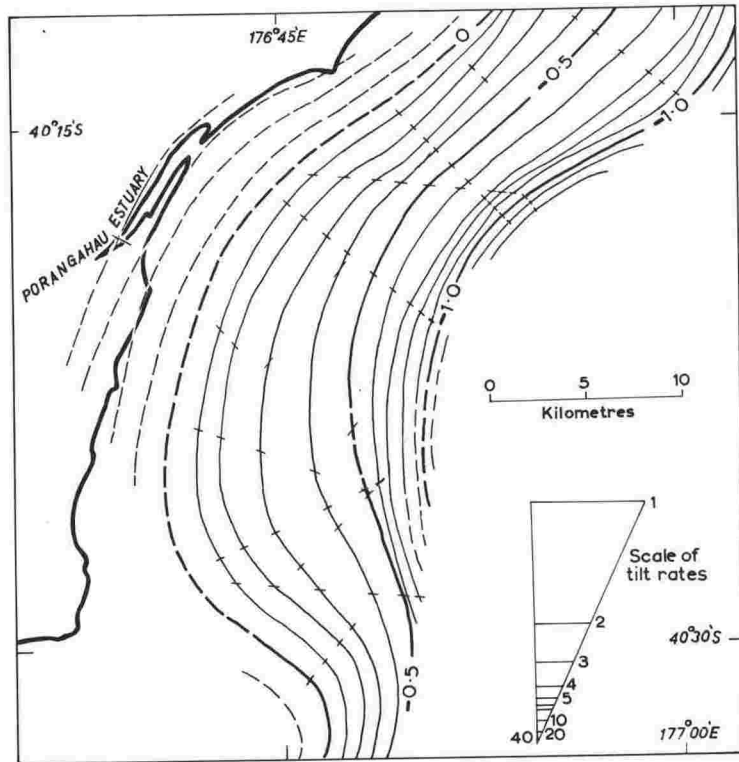 176°45'E
0
-0.5
-1.0
40°15'S
PORANGAHAU ESTUARY
-1.0
0 5 10
Kilometres
1
Scale of
tilt rates
2
3
4
5
10
20
40
-0.5
40°30'S
177°00'E